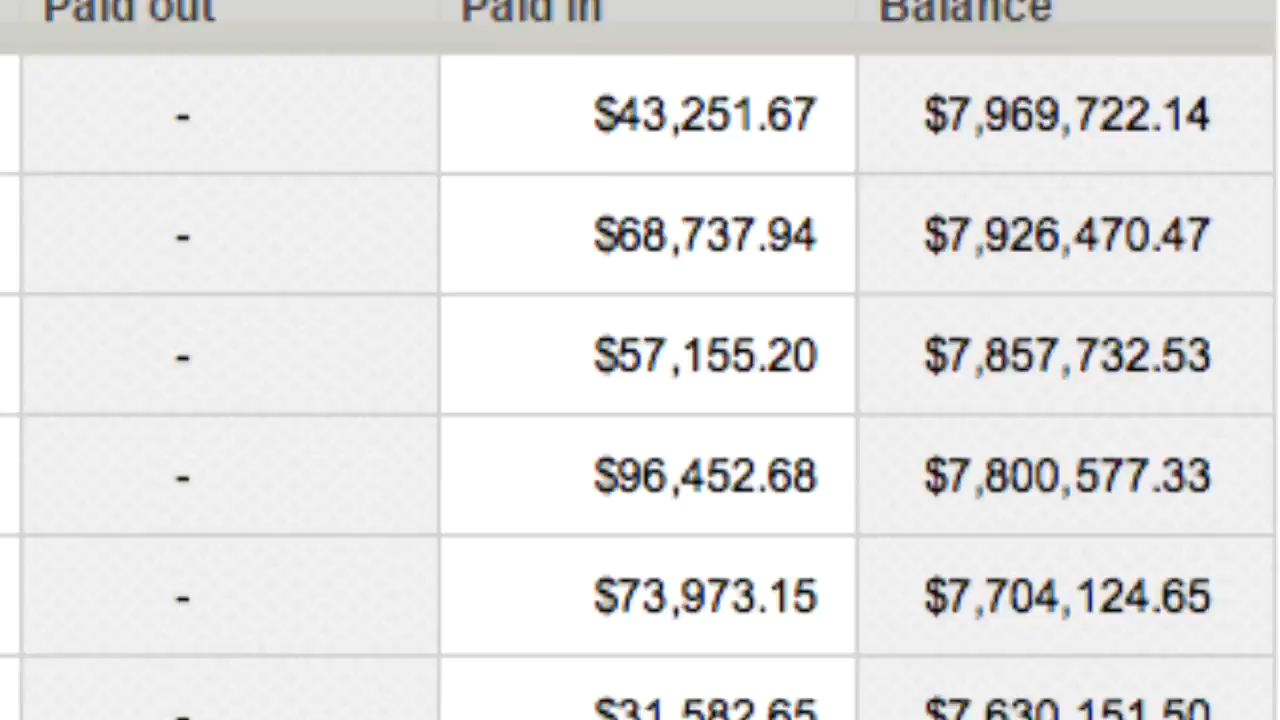 Paid out Paid in Balance
- $43,251.67 $7,969,722.14
- $68,737.94 $7,926,470.47
- $57,155.20 $7,857,732.53
- $96,452.68 $7,800,577.33
- $73,973.15 $7,704,124.65
- $31,582.65 $7,630,151.50